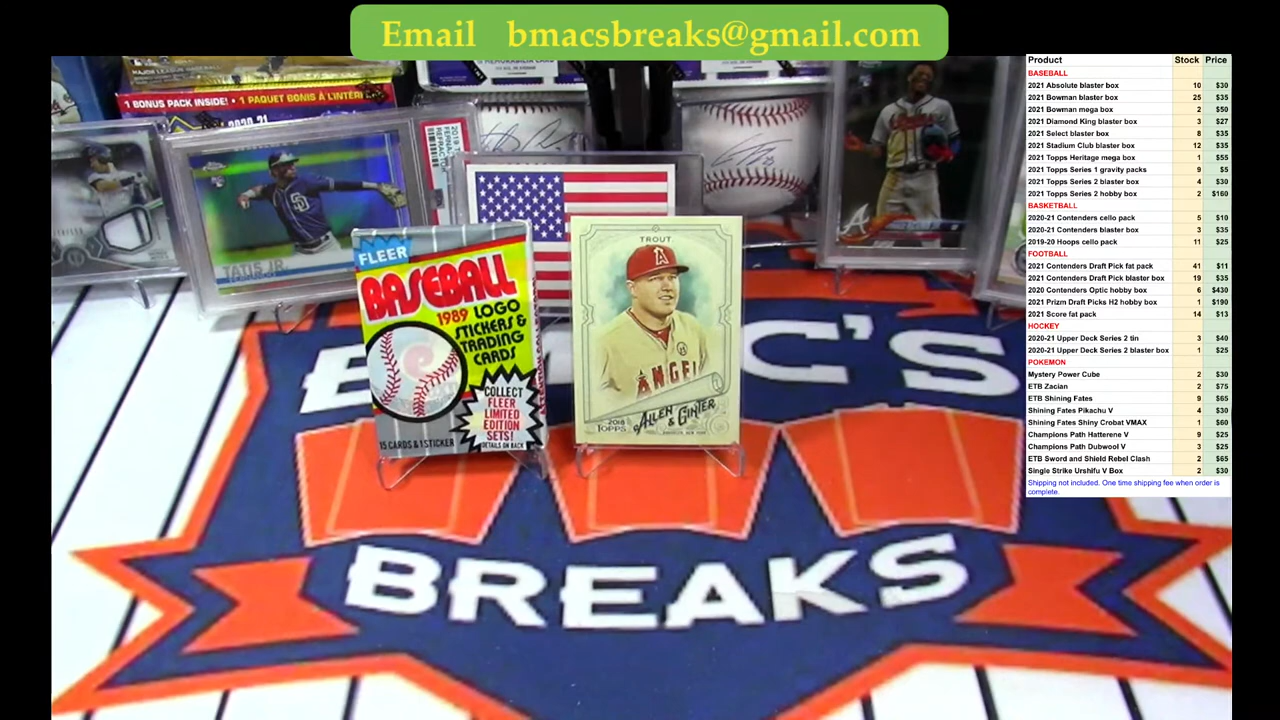 Email bmacsbreaks@gmail.com
MAJOR LEAGUE BASEBALL
MEMORABILIA CARD
1 BONUS PACK INSIDE! • 1 PAQUET BONIS À L'INTÉRI
2020-21
TATIS JR.
FLEER
BASEBALL
1989 LOGO
STICKERS &
TRADING
CARDS
COLLECT
FLEER
LIMITED
EDITION
SETS!
DETAILS ON BACK
15 CARDS & 1 STICKER
TROUT
ANGEL
2018
TOPPS
ALLEN & GINTER
C'S
BREAKS
Product Stock Price
BASEBALL
2021 Absolute blaster box 10 $30
2021 Bowman blaster box 25 $35
2021 Bowman mega box 2 $50
2021 Diamond King blaster box 3 $27
2021 Select blaster box 8 $35
2021 Stadium Club blaster box 12 $35
2021 Topps Heritage mega box 1 $55
2021 Topps Series 1 gravity packs 9 $5
2021 Topps Series 2 blaster box 4 $30
2021 Topps Series 2 hobby box 2 $160
BASKETBALL
2020-21 Contenders cello pack 5 $10
2020-21 Contenders blaster box 3 $35
2019-20 Hoops cello pack 11 $25
FOOTBALL
2021 Contenders Draft Pick fat pack 41 $11
2021 Contenders Draft Pick blaster box 19 $35
2020 Contenders Optic hobby box 6 $430
2021 Prizm Draft Picks H2 hobby box 1 $190
2021 Score fat pack 14 $13
HOCKEY
2020-21 Upper Deck Series 2 tin 3 $40
2020-21 Upper Deck Series 2 blaster box 1 $25
POKEMON
Mystery Power Cube 2 $30
ETB Zacian 2 $75
ETB Shining Fates 9 $65
Shining Fates Pikachu V 4 $30
Shining Fates Shiny Crobat VMAX 1 $60
Champions Path Hatterene V 9 $25
Champions Path Dubwool V 3 $25
ETB Sword and Shield Rebel Clash 2 $65
Single Strike Urshifu V Box 2 $30
Shipping not included. One time shipping fee when order is
complete.